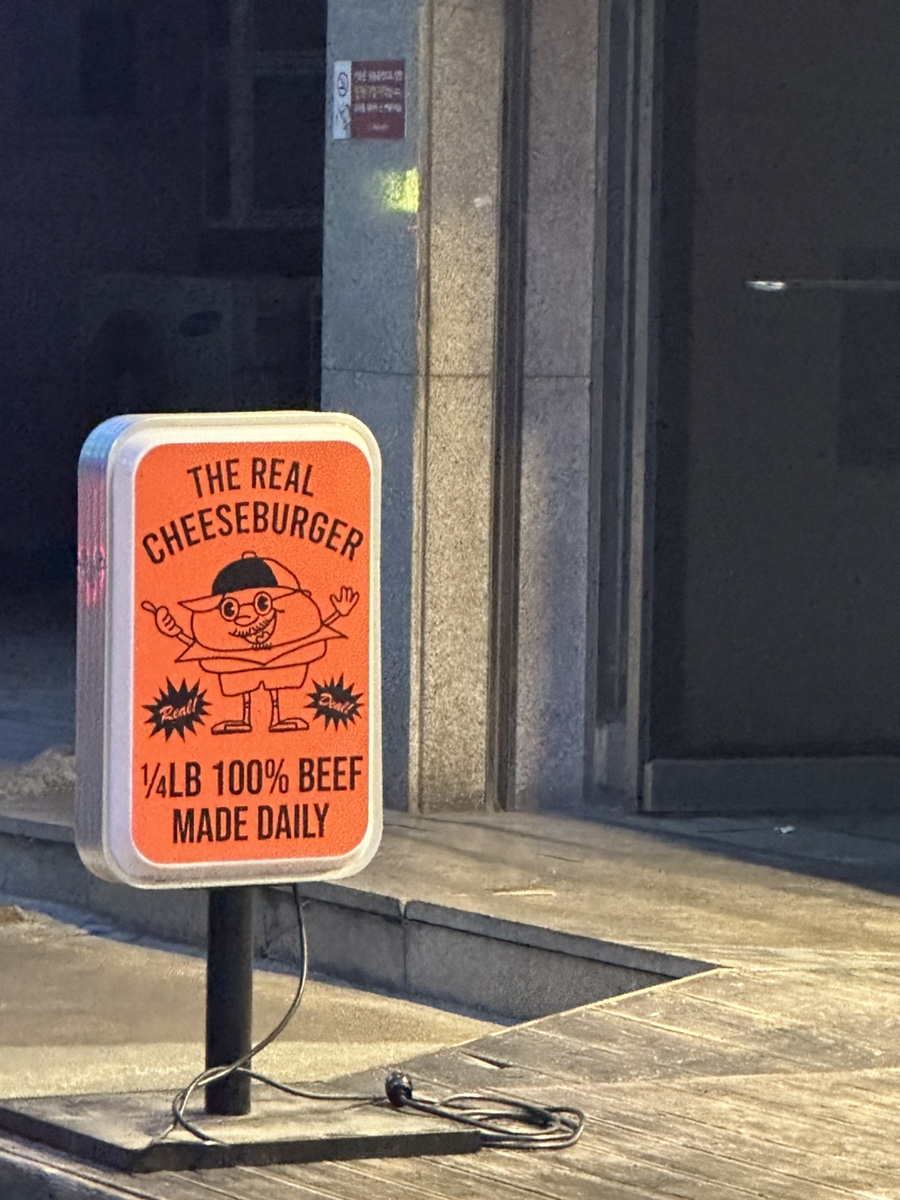 THE REAL
CHEESEBURGER
Real!
Deal!
¼LB 100% BEEF
MADE DAILY